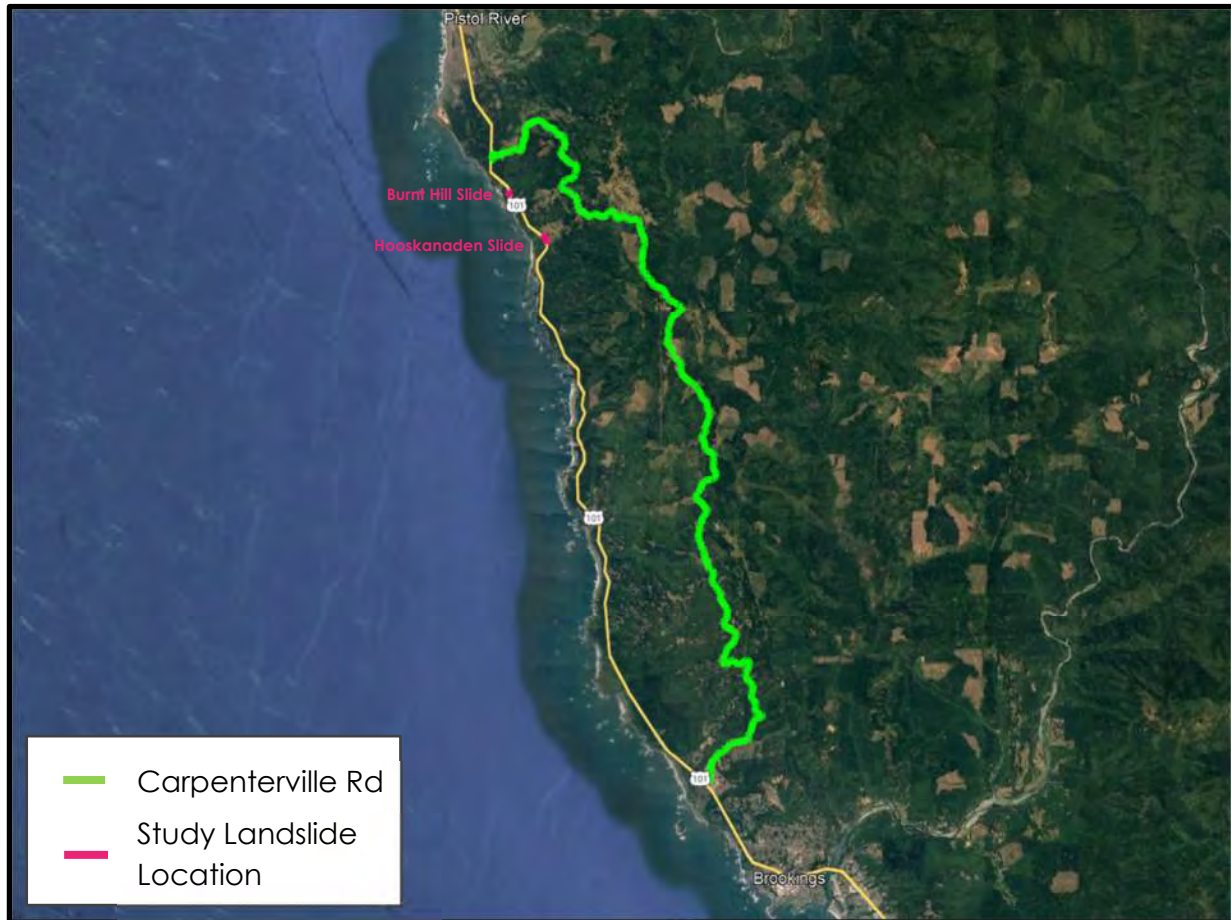 Pistol River
Burnt Hill Slide
101
Hooskanaden Slide
101
101
Brookings
Carpenterville Rd
Study Landslide
Location